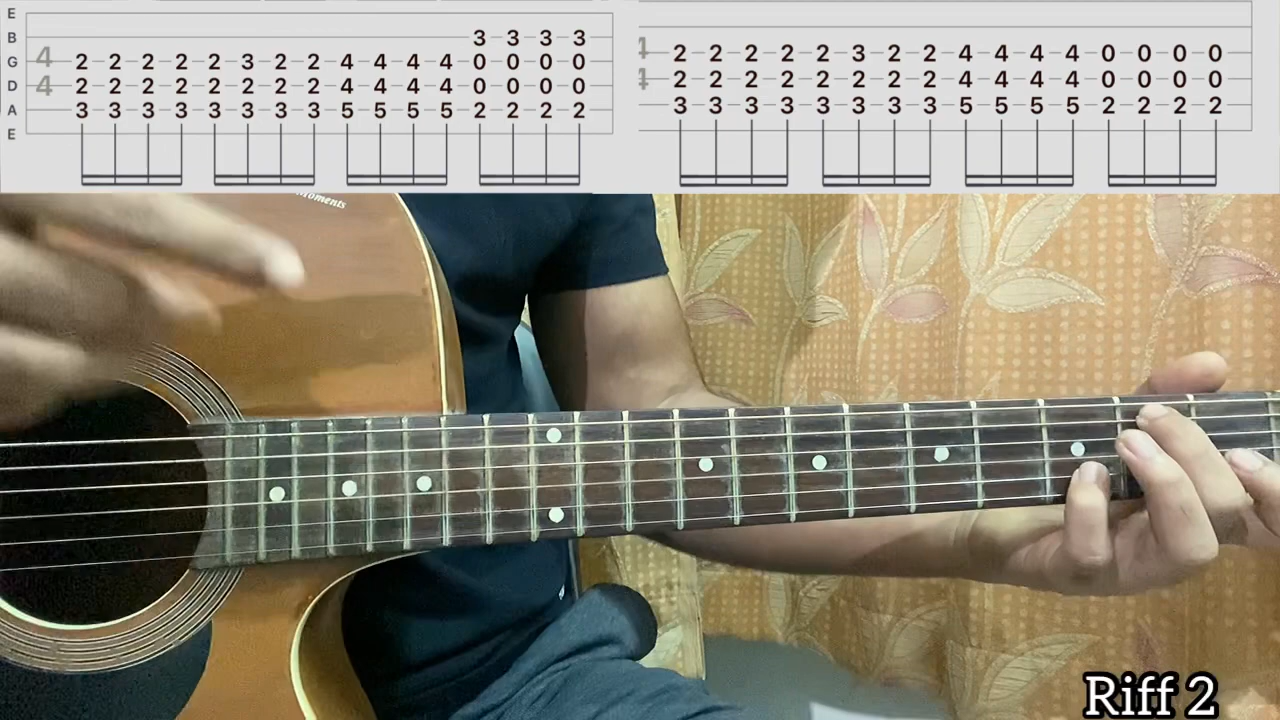 E
B 3 3 3 3
G 2 2 2 2 2 3 2 2 4 4 4 4 0 0 0 0
D 2 2 2 2 2 2 2 2 4 4 4 4 0 0 0 0
A 3 3 3 3 3 3 3 3 5 5 5 5 2 2 2 2
E
4
4
2 2 2 2 2 3 2 2 4 4 4 4 0 0 0 0
2 2 2 2 2 2 2 2 4 4 4 4 0 0 0 0
3 3 3 3 3 3 3 3 5 5 5 5 2 2 2 2
4
4
Riff 2